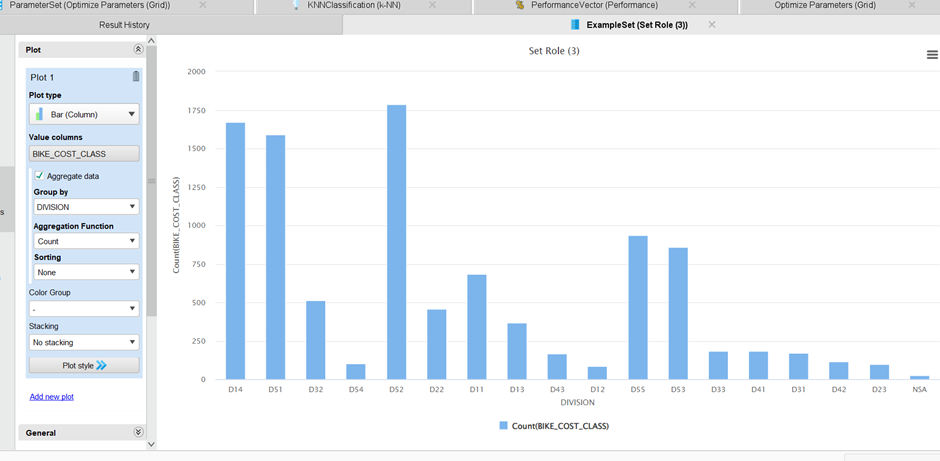 ParameterSet (Optimize Parameters (Grid))
KNNClassification (k-NN)
PerformanceVector (Performance)
Optimize Parameters (Grid)
Result History
ExampleSet (Set Role (3))
Plot
Plot 1
Plot type
Bar (Column)
Value columns
BIKE_COST_CLASS
Aggregate data
Group by
DIVISION
Aggregation Function
Count
Sorting
None
Color Group
-
Stacking
No stacking
Plot style
Add new plot
General
s
Set Role (3)
Count(BIKE_COST_CLASS)
2000
1750
1500
1250
1000
750
500
250
0
D14 D51 D32 D54 D52 D22 D11 D13 D43 D12 D55 D53 D33 D41 D31 D42 D23 NSA
DIVISION
Count(BIKE_COST_CLASS)